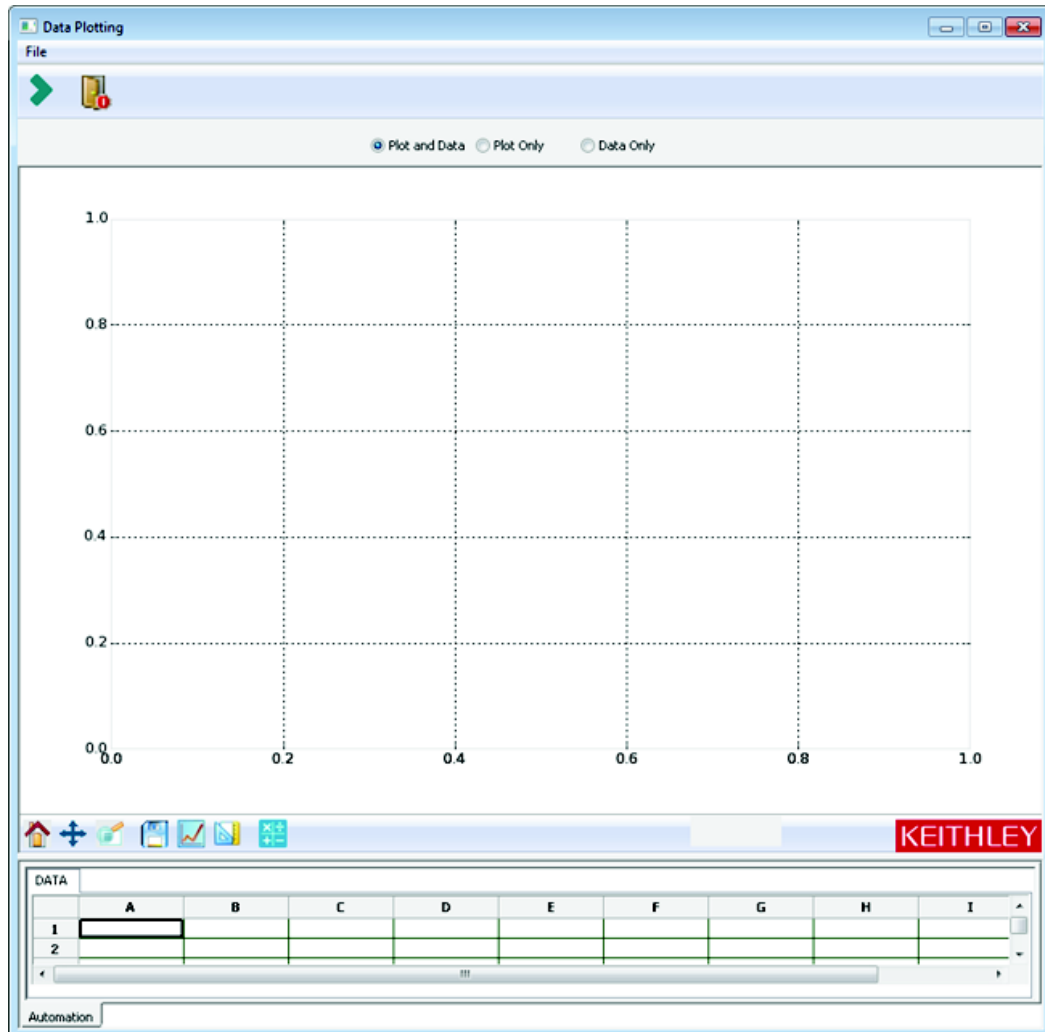 Data Plotting
File
Plot and Data Plot Only Data Only
1.0
0.8
0.6
0.4
0.2
0.0
0.0 0.2 0.4 0.6 0.8 1.0
KEITHLEY
DATA
A B C D E F G H I
1
2
Automation